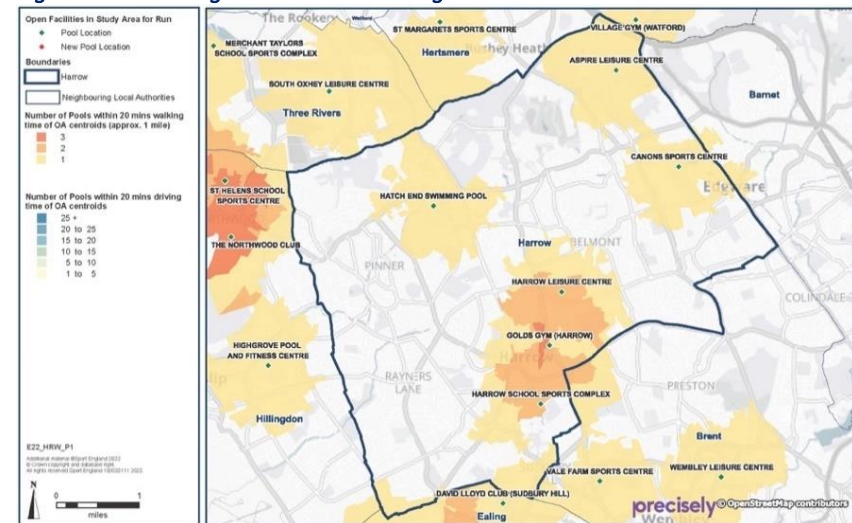 Open Facilities in Study Area for Run
Pool Location
New Pool Location
Boundaries
Harrow
Neighbouring Local Authorities
Number of Pools within 20 mins walking
time of OA centroids (approx. 1 mile)
3
2
1
Number of Pools within 20 mins driving
time of OA centroids
25 +
20 to 25
15 to 20
10 to 15
5 to 10
1 to 5
E22_HRW_P1
N
0 1
miles
The Rookery
Watford
ST MARGARETS SPORTS CENTRE
VILLAGE GYM (WATFORD)
MERCHANT TAYLORS
SCHOOL SPORTS COMPLEX
Hertsmere
Bushey Heath
ASPIRE LEISURE CENTRE
SOUTH OXHEY LEISURE CENTRE
Barnet
Three Rivers
CANONS SPORTS CENTRE
Edgware
ST HELENS SCHOOL
SPORTS CENTRE
HATCH END SWIMMING POOL
THE NORTHWOOD CLUB
Harrow
BELMONT
PINNER
HARROW LEISURE CENTRE
COLINDALE
GOLDS GYM (HARROW)
Harrow
HIGHGROVE POOL
AND FITNESS CENTRE
RAYNERS
LAKE
PRESTON
HARROW SCHOOL SPORTS COMPLEX
Hillingdon
Brent
VALE FARM SPORTS CENTRE
WEMBLEY LEISURE CENTRE
DAVID LLOYD CLUB (SUDBURY HILL)
precisely © OpenStreetMap contributors
Ealing